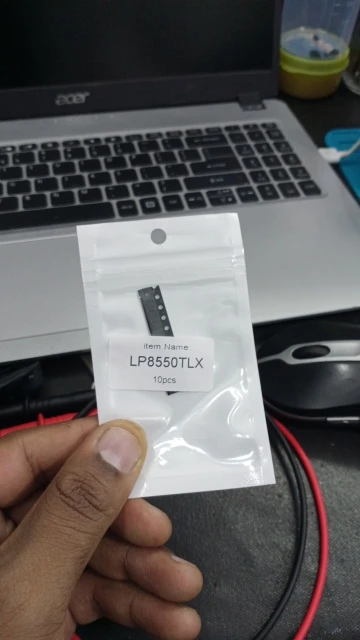 acer
Item Name
LP8550TLX
10pcs